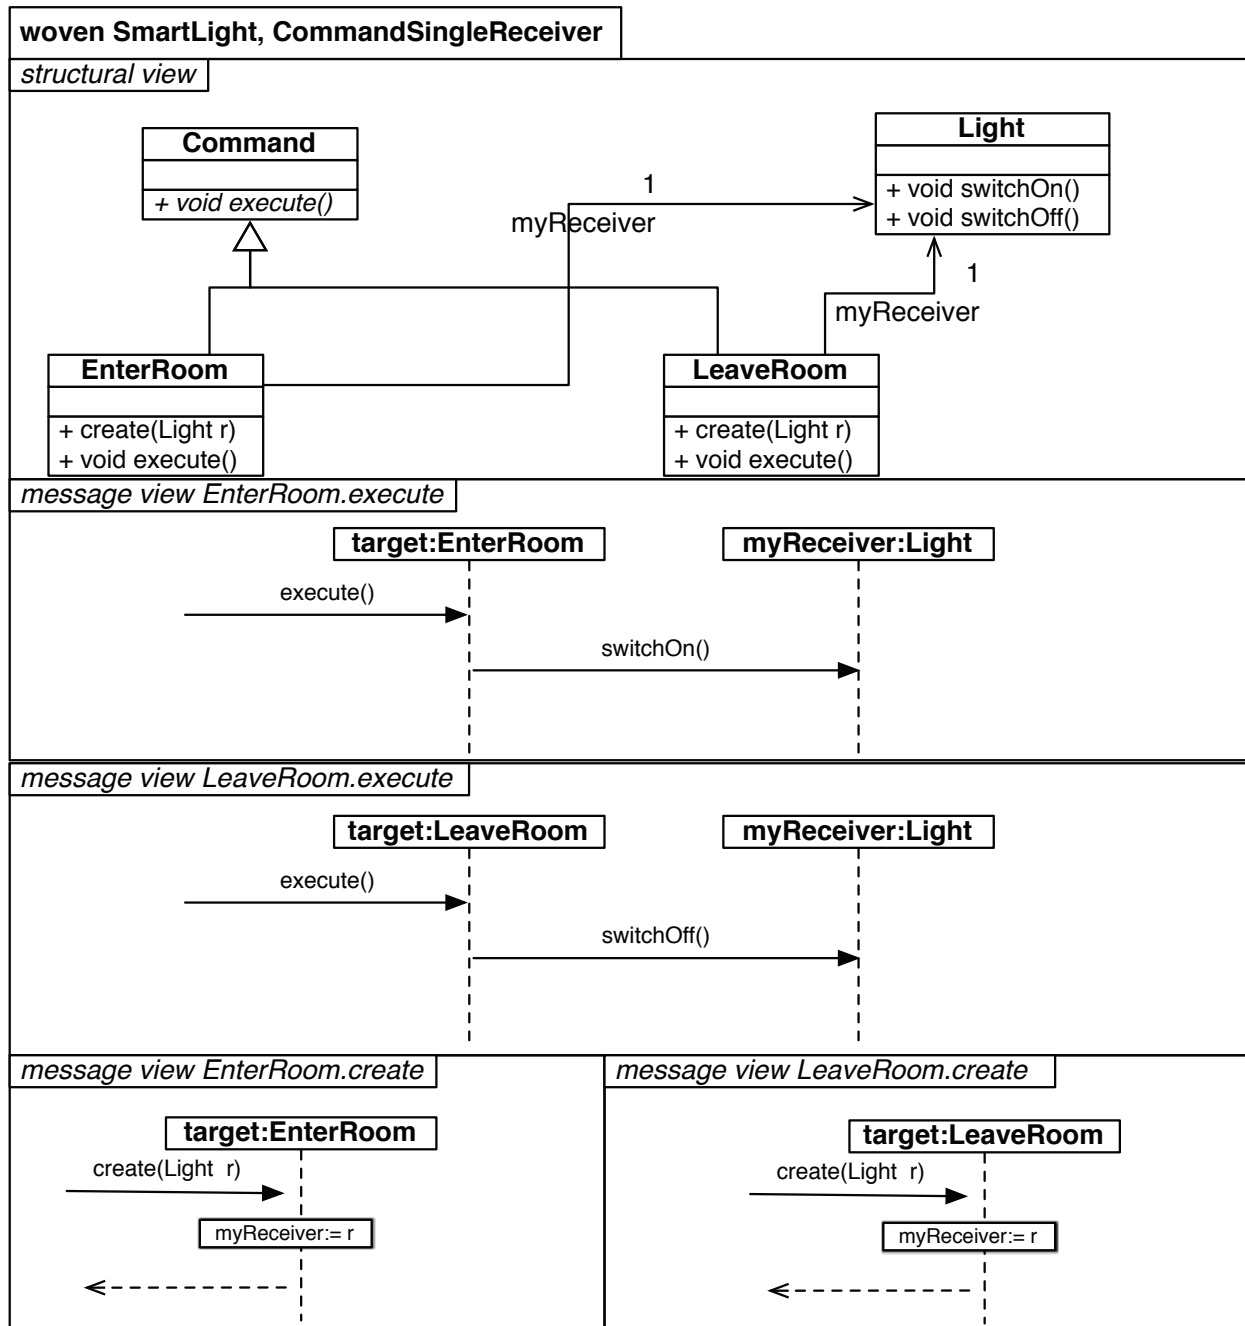 woven SmartLight, CommandSingleReceiver
structural view
Command
+ void execute()
Light
+ void switchOn()
+ void switchOff()
1
myReceiver
1
myReceiver
EnterRoom
+ create(Light r)
+ void execute()
LeaveRoom
+ create(Light r)
+ void execute()
message view EnterRoom.execute
target:EnterRoom
myReceiver:Light
execute()
switchOn()
message view LeaveRoom.execute
target:LeaveRoom
myReceiver:Light
execute()
switchOff()
message view EnterRoom.create
target:EnterRoom
create(Light r)
myReceiver:= r
message view LeaveRoom.create
target:LeaveRoom
create(Light r)
myReceiver:= r